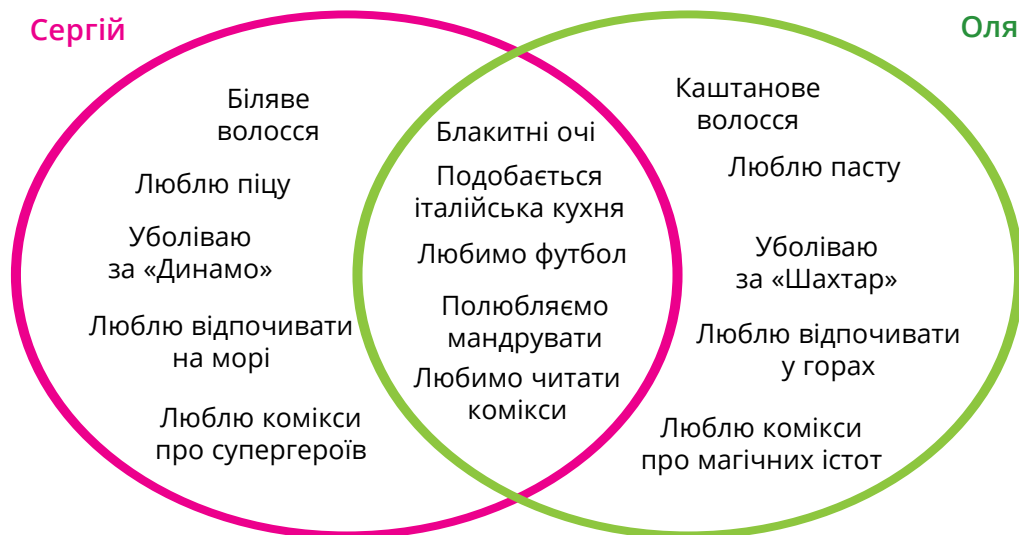 Сергій
Оля
Біляве
волосся
Люблю піцу
Уболіваю
за «Динамо»
Люблю відпочивати
на морі
Люблю комікси
про супергероїв
Блакитні очі
Подобається
італійська кухня
Любимо футбол
Полюбляємо
мандрувати
Любимо читати
комікси
Каштанове
волосся
Люблю пасту
Уболіваю
за «Шахтар»
Люблю відпочивати
у горах
Люблю комікси
про магічних істот